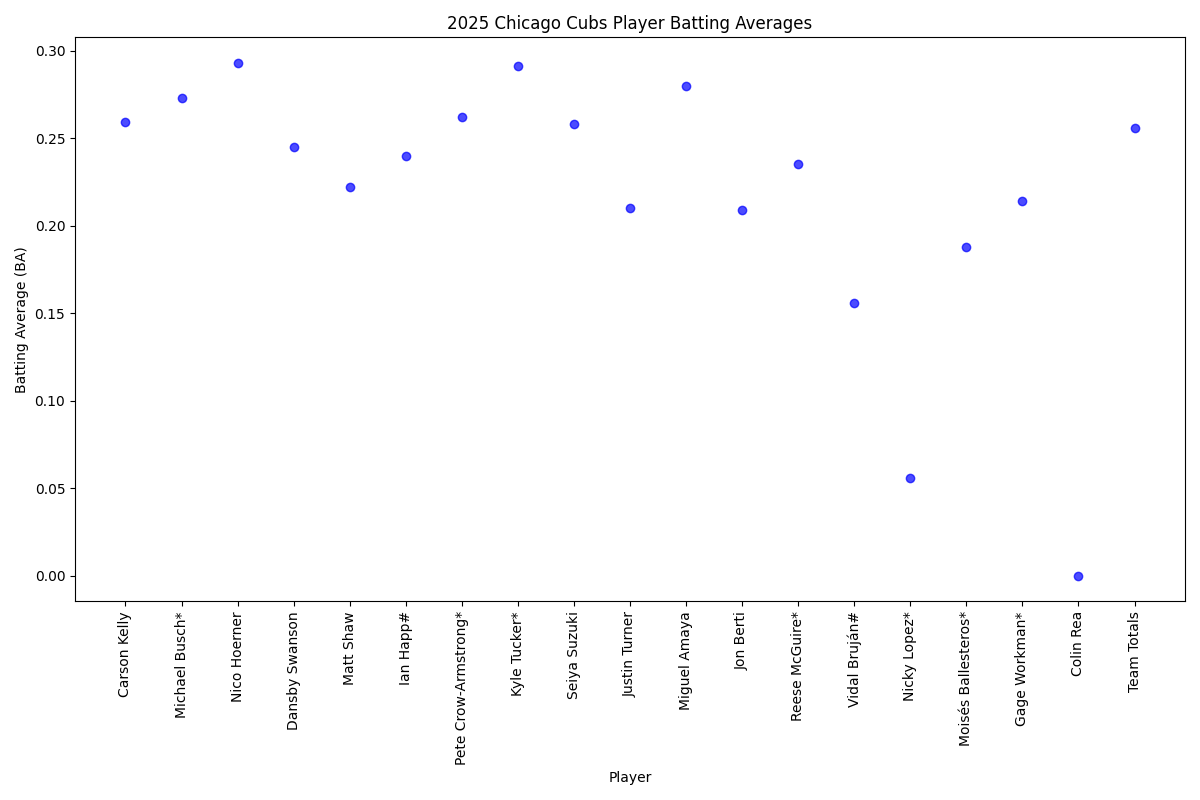 2025 Chicago Cubs Player Batting Averages
Batting Average (BA)
0.30
0.25
0.20
0.15
0.10
0.05
0.00
Carson Kelly
Michael Busch*
Nico Hoerner
Dansby Swanson
Matt Shaw
Ian Happ#
Pete Crow-Armstrong*
Kyle Tucker*
Seiya Suzuki
Justin Turner
Miguel Amaya
Jon Berti
Reese McGuire*
Vidal Bruján#
Nicky Lopez*
Moisés Ballesteros*
Gage Workman*
Colin Rea
Team Totals
Player